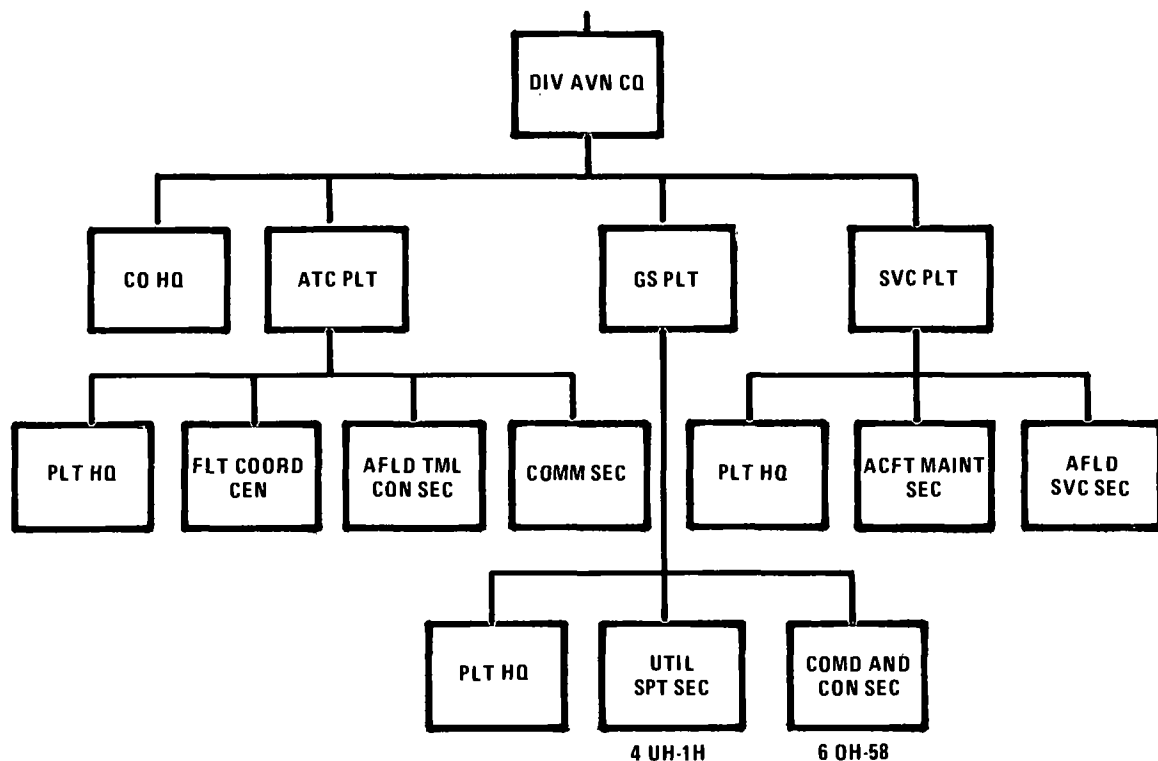 DIV AVN CO
CO HQ
ATC PLT
GS PLT
SVC PLT
PLT HQ
FLT COORD
CEN
AFLD TML
CON SEC
COMM SEC
PLT HQ
ACFT MAINT
SEC
AFLD
SVC SEC
PLT HQ
UTIL
SPT SEC
COMD AND
CON SEC
4 UH-1H
6 OH-58